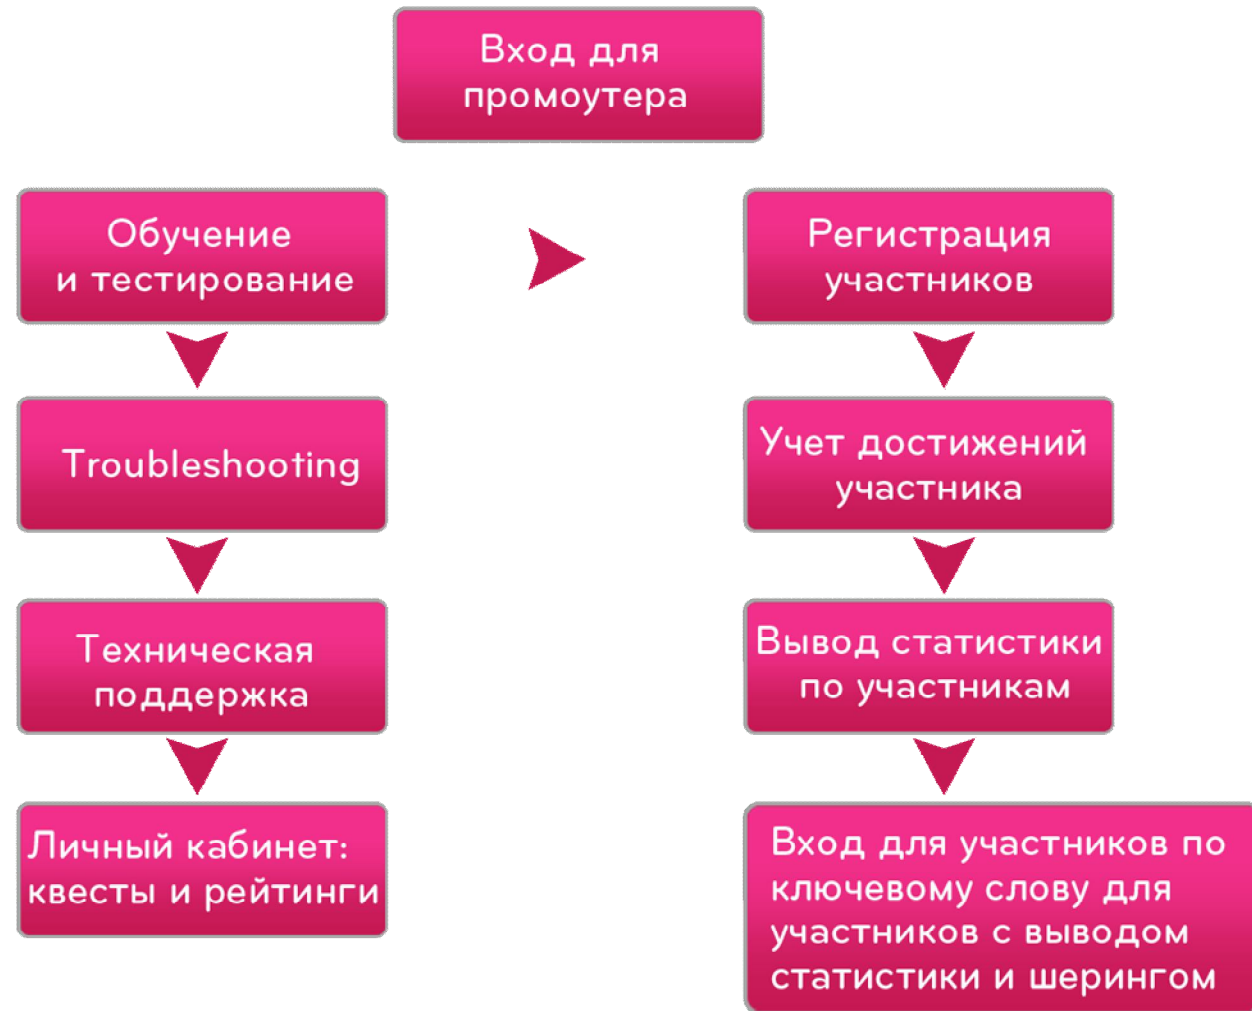 Вход для
промоутера
Обучение
и тестирование
Troubleshooting
Техническая
поддержка
Личный кабинет:
квесты и рейтинги
Регистрация
участников
Учет достижений
участника
Вывод статистики
по участникам
Вход для участников по
ключевому слову для
участников с выводом
статистики и шерингом